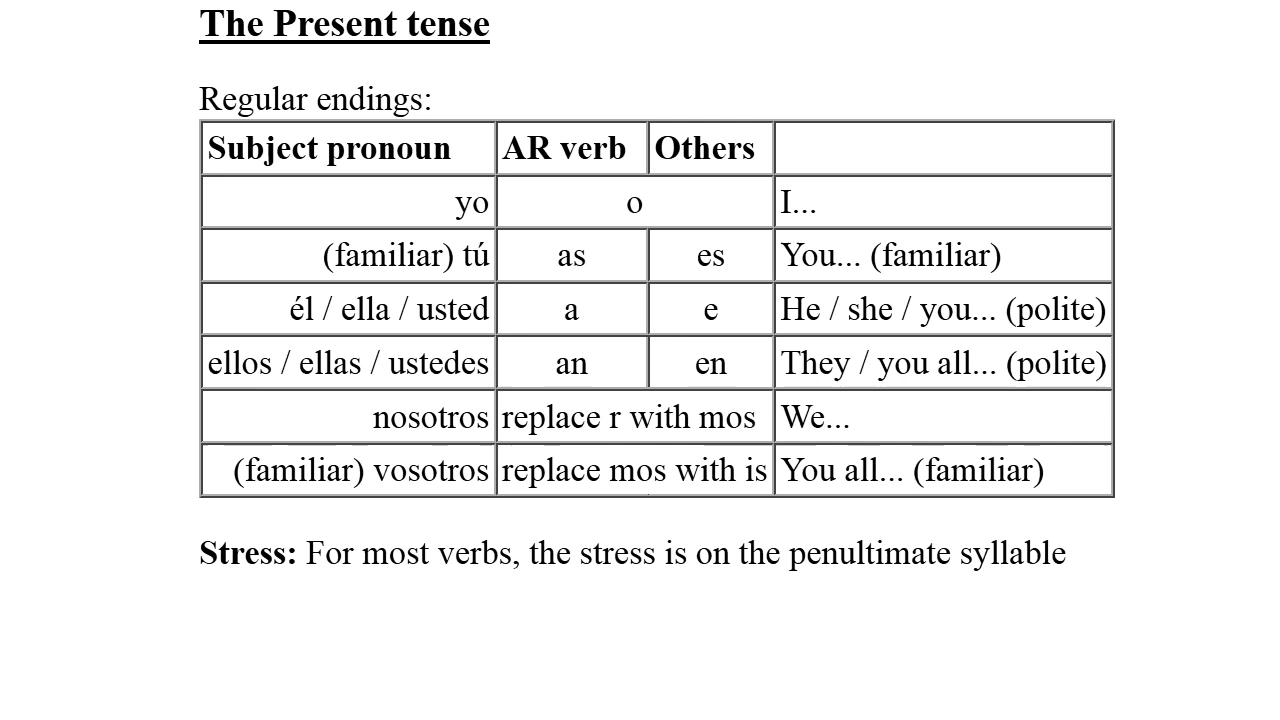 The Present tense
Regular endings:
Subject pronoun AR verb Others
yo o I...
(familiar) tú as es You... (familiar)
él / ella / usted a e He / she / you... (polite)
ellos / ellas / ustedes an en They / you all... (polite)
nosotros replace r with mos We...
(familiar) vosotros replace mos with is You all... (familiar)
Stress: For most verbs, the stress is on the penultimate syllable